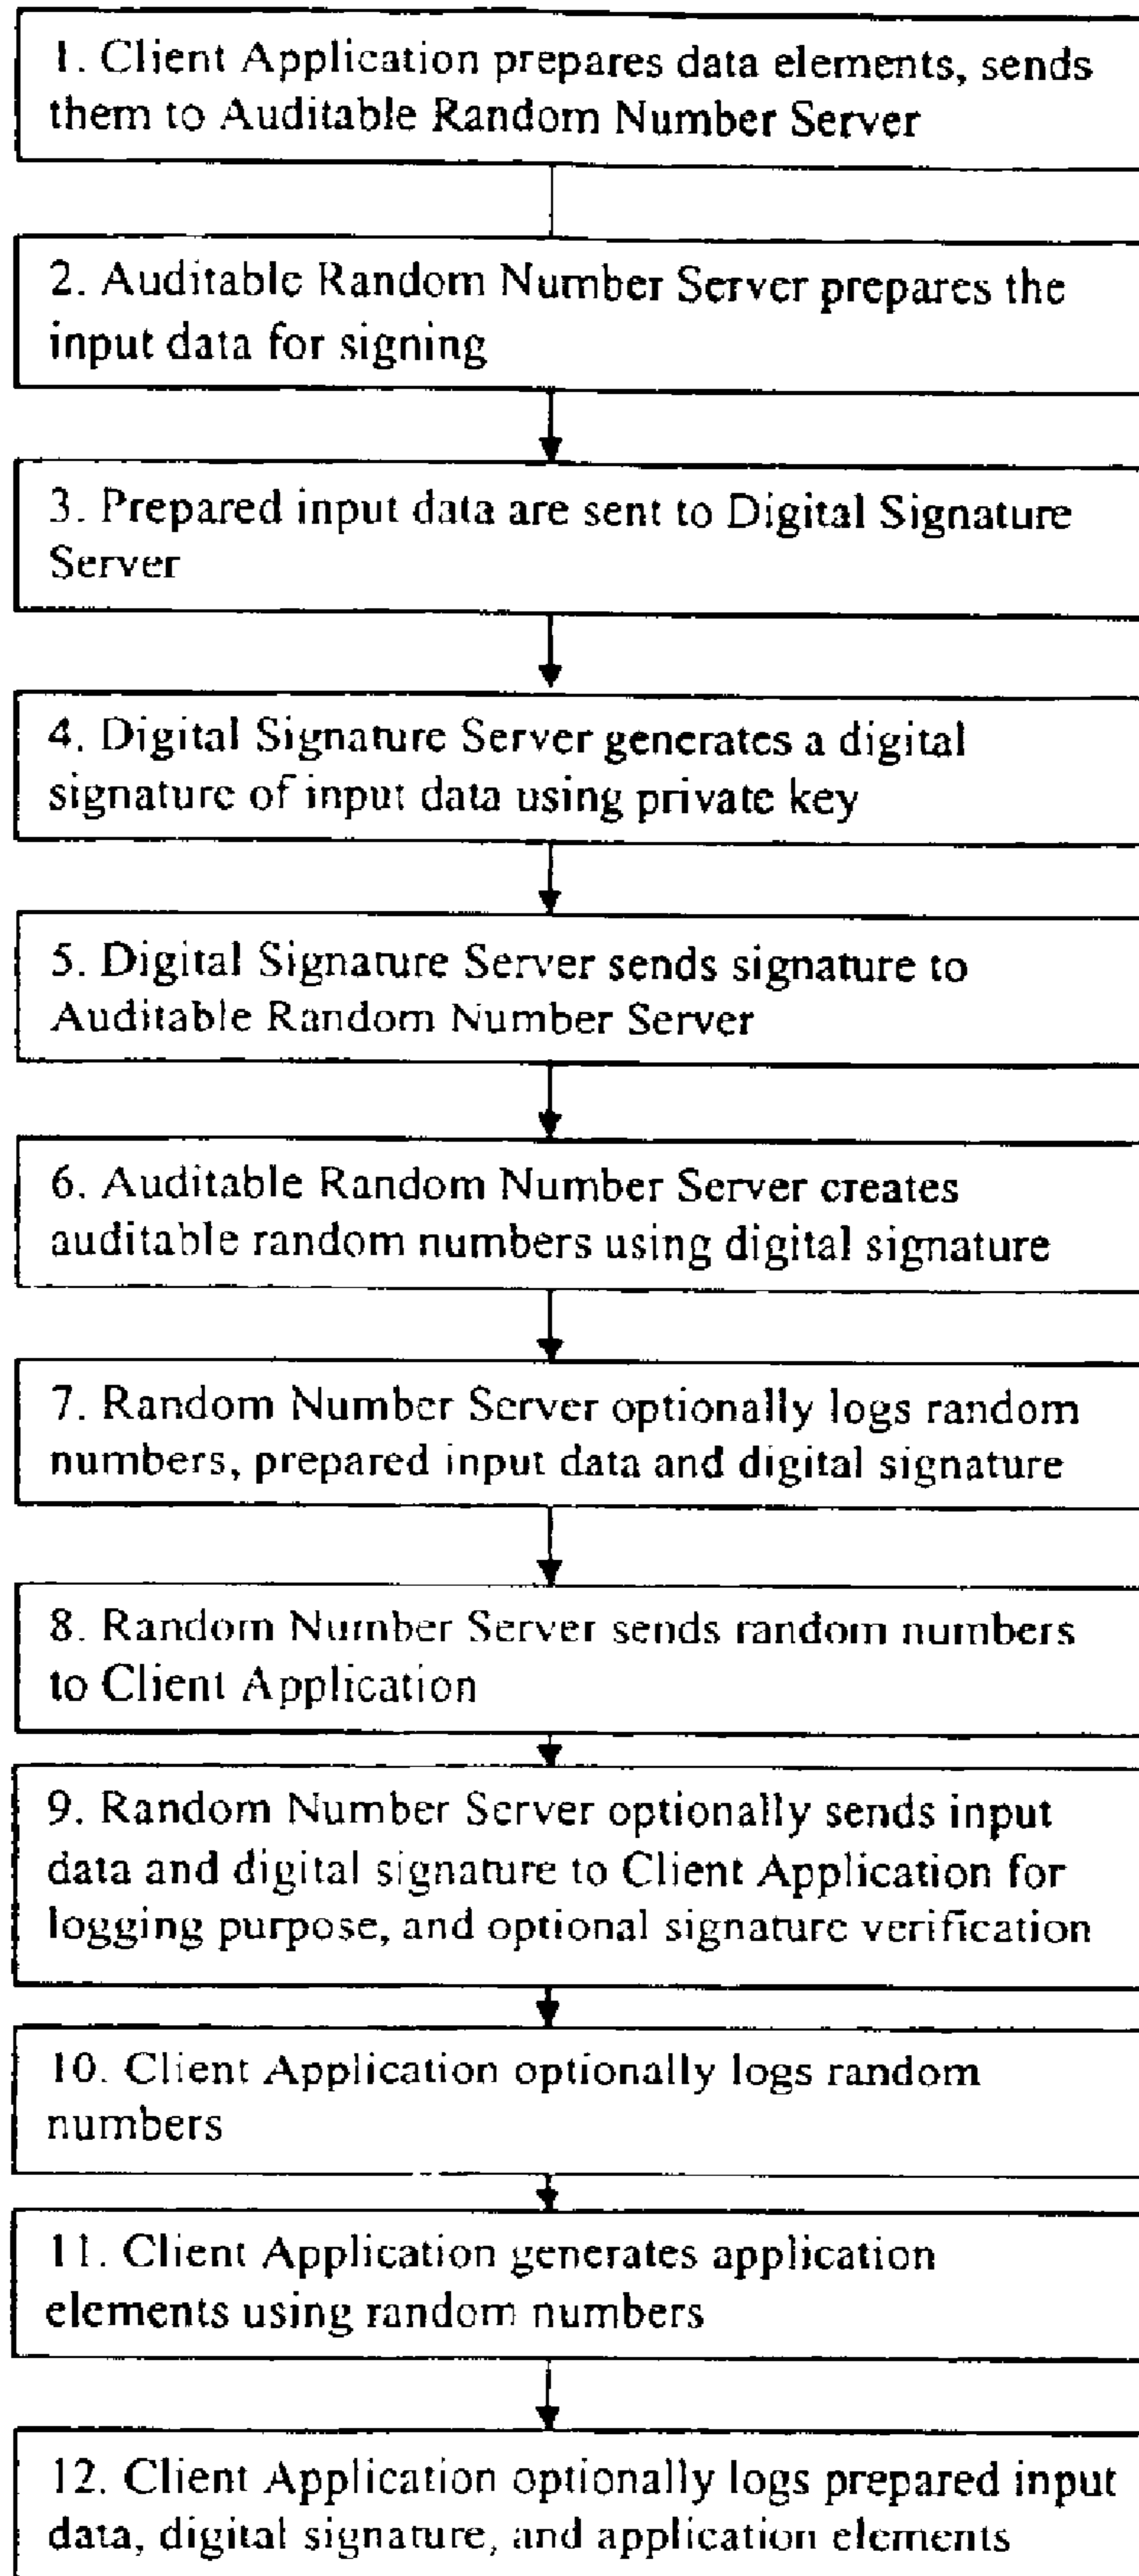 1. Client Application prepares data elements, sends
them to Auditable Random Number Server
2. Auditable Random Number Server prepares the
input data for signing
3. Prepared input data are sent to Digital Signature
Server
4. Digital Signature Server generates a digital
signature of input data using private key
5. Digital Signature Server sends signature to
Auditable Random Number Server
6. Auditable Random Number Server creates
auditable random numbers using digital signature
7. Random Number Server optionally logs random
numbers, prepared input data and digital signature
8. Random Number Server sends random numbers
to Client Application
9. Random Number Server optionally sends input
data and digital signature to Client Application for
logging purpose, and optional signature verification
10. Client Application optionally logs random
numbers
11. Client Application generates application
elements using random numbers
12. Client Application optionally logs prepared input
data, digital signature, and application elements